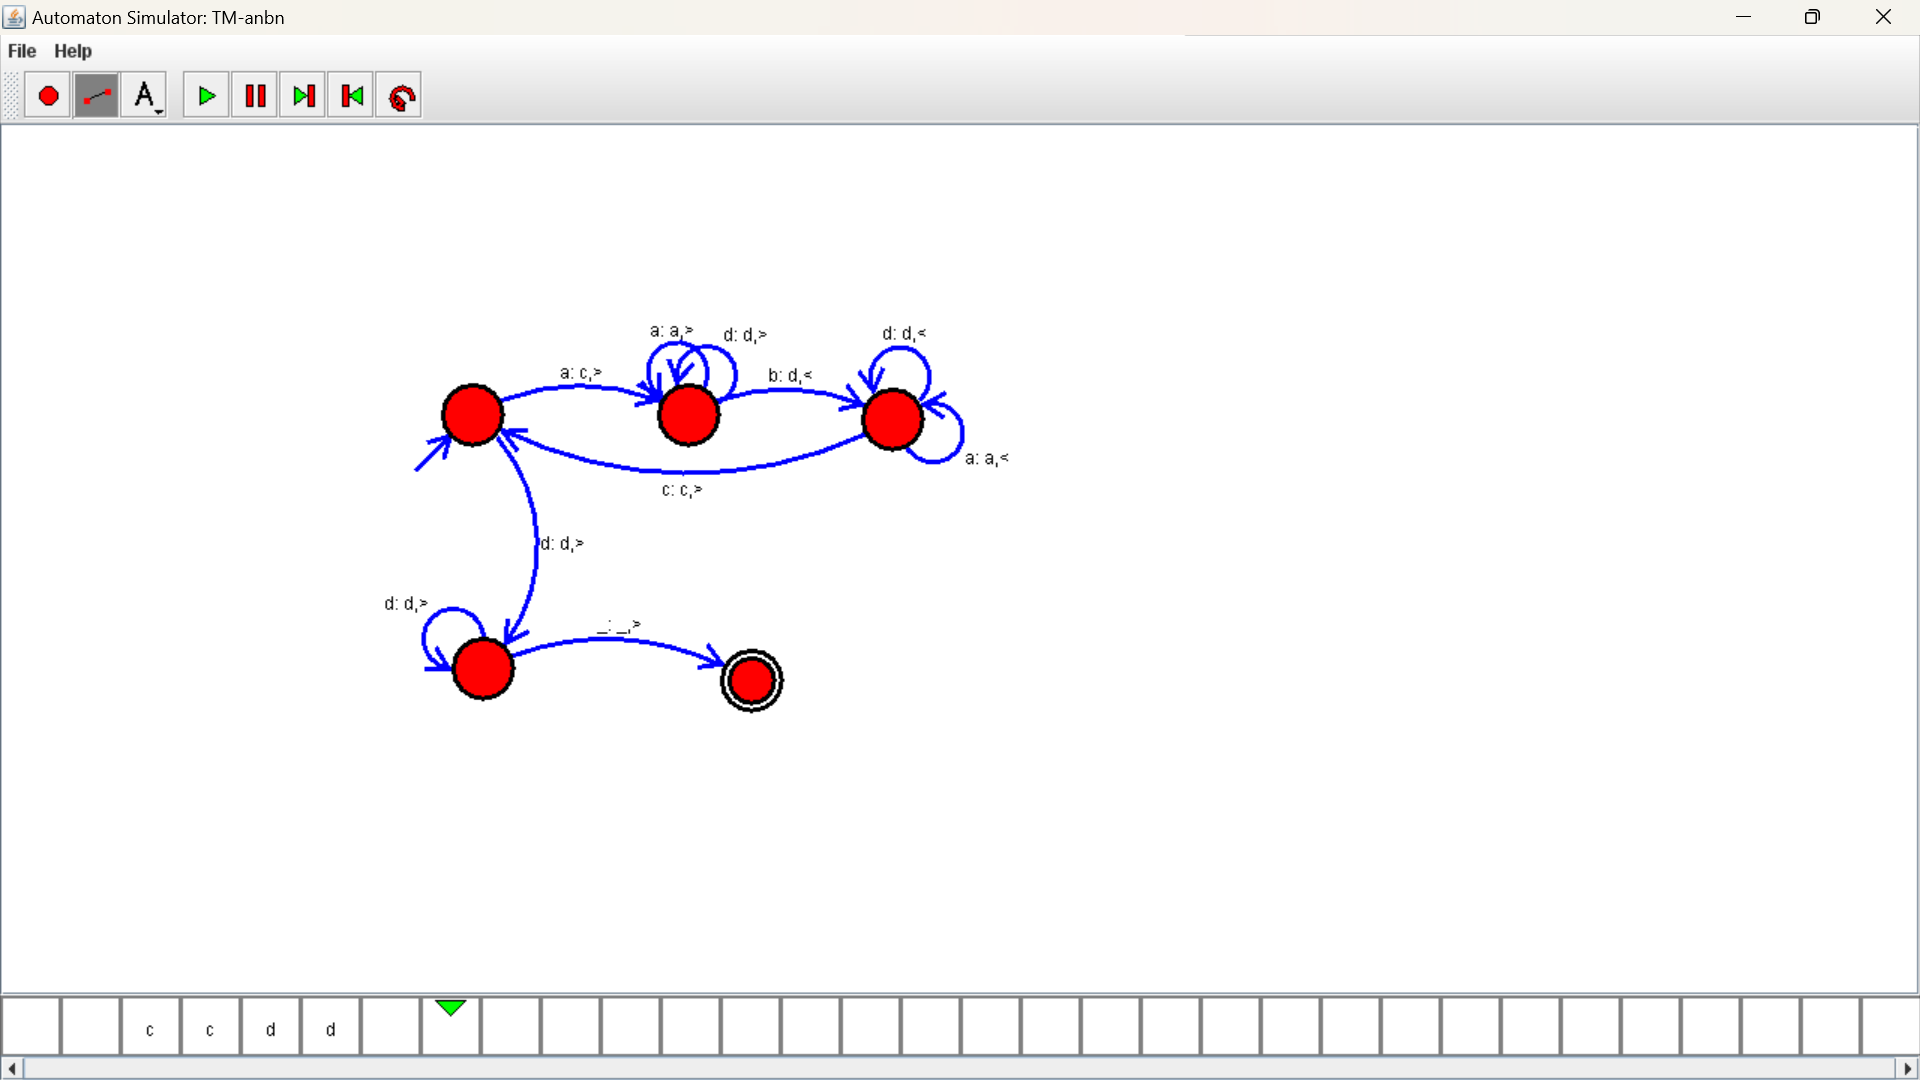 Automaton Simulator: TM-anbn
File Help
A
a: a,> d: d,> d: d,<
a: c,> b: d,<
a: a,<
c: c,>
d: d,>
d: d,>
_: _,>
c c d d